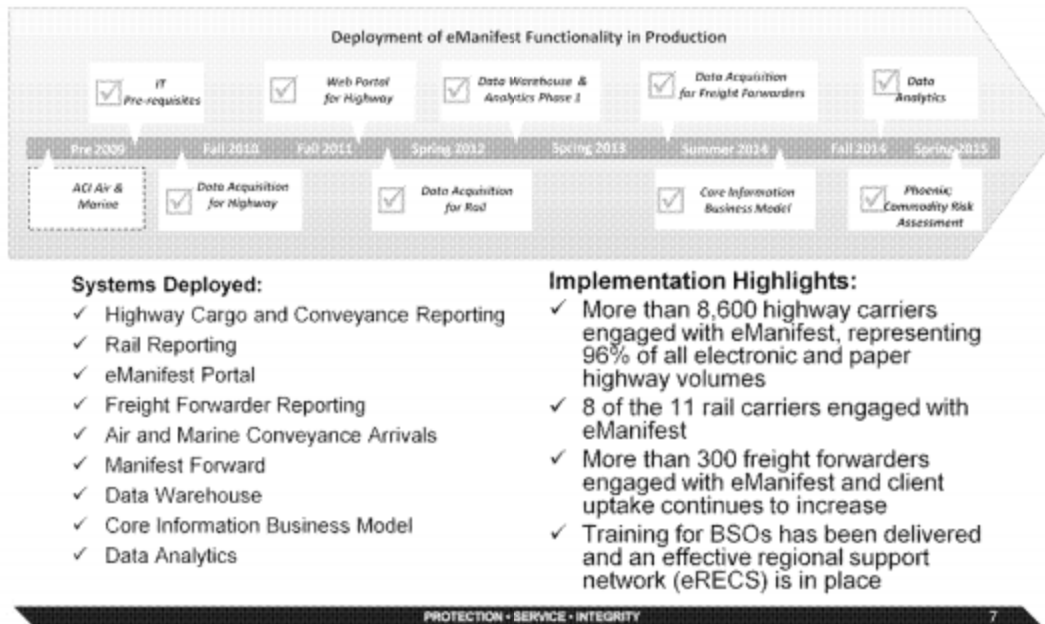 Deployment of eManifest Functionality in Production
IT
Pre-requisites
Web Portal
for Highway
Data Warehouse &
Analytics Phase 1
Data Acquisition
for Freight Forwarders
Data
Analytics
Pre 2009
Fall 2010
Fall 2011
Spring 2012
Spring 2013
Summer 2014
Fall 2014
Spring 2015
ACI Air &
Marine
Data Acquisition
for Highway
Data Acquisition
for Rail
Core Information
Business Model
Phoenix:
Commodity Risk
Assessment
Systems Deployed:
✓ Highway Cargo and Conveyance Reporting
✓ Rail Reporting
✓ eManifest Portal
✓ Freight Forwarder Reporting
✓ Air and Marine Conveyance Arrivals
✓ Manifest Forward
✓ Data Warehouse
✓ Core Information Business Model
✓ Data Analytics
Implementation Highlights:
✓ More than 8,600 highway carriers
engaged with eManifest, representing
96% of all electronic and paper
highway volumes
✓ 8 of the 11 rail carriers engaged with
eManifest
✓ More than 300 freight forwarders
engaged with eManifest and client
uptake continues to increase
✓ Training for BSOs has been delivered
and an effective regional support
network (eRECS) is in place
PROTECTION • SERVICE • INTEGRITY
7